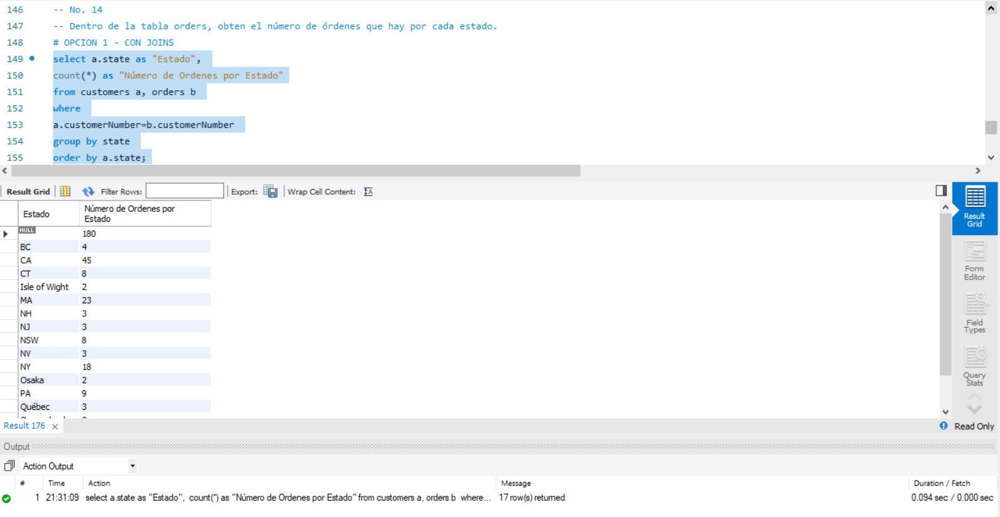 146 -- No. 14
147 -- Dentro de la tabla orders, obten el número de órdenes que hay por cada estado.
148 # OPCION 1 - CON JOINS
149 select a.state as "Estado",
150 count(*) as "Número de Ordenes por Estado"
151 from customers a, orders b
152 where
153 a.customerNumber=b.customerNumber
154 group by state
155 order by a.state;
Result Grid Filter Rows: Export: Wrap Cell Content:
Estado Número de Ordenes por
Estado
NULL 180
BC 4
CA 45
CT 8
Isle of Wight 2
MA 23
NH 3
NJ 3
NSW 8
NV 3
NY 18
Osaka 2
PA 9
Québec 3
Result
Grid
Form
Editor
Field
Types
Query
Stats
Result 176 Read Only
Output
Action Output
# Time Action Message Duration / Fetch
1 21:31:09 select a.state as "Estado", count(*) as "Número de Ordenes por Estado" from customers a, orders b where... 17 row(s) returned 0.094 sec / 0.000 sec